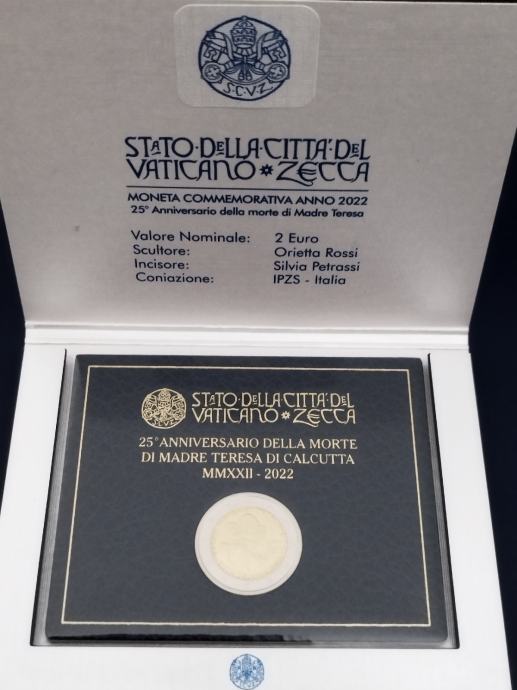 S.C.V.Z.
STATO·DELLA·CITTÀ·DEL
VATICANO * ZECCA
MONETA COMMEMORATIVA ANNO 2022
25° Anniversario della morte di Madre Teresa
Valore Nominale: 2 Euro
Scultore: Orietta Rossi
Incisore: Silvia Petrassi
Coniazione: IPZS - Italia
STATO·DELLA·CITTÀ·DEL
VATICANO * ZECCA
25° ANNIVERSARIO DELLA MORTE
DI MADRE TERESA DI CALCUTTA
MMXXII - 2022